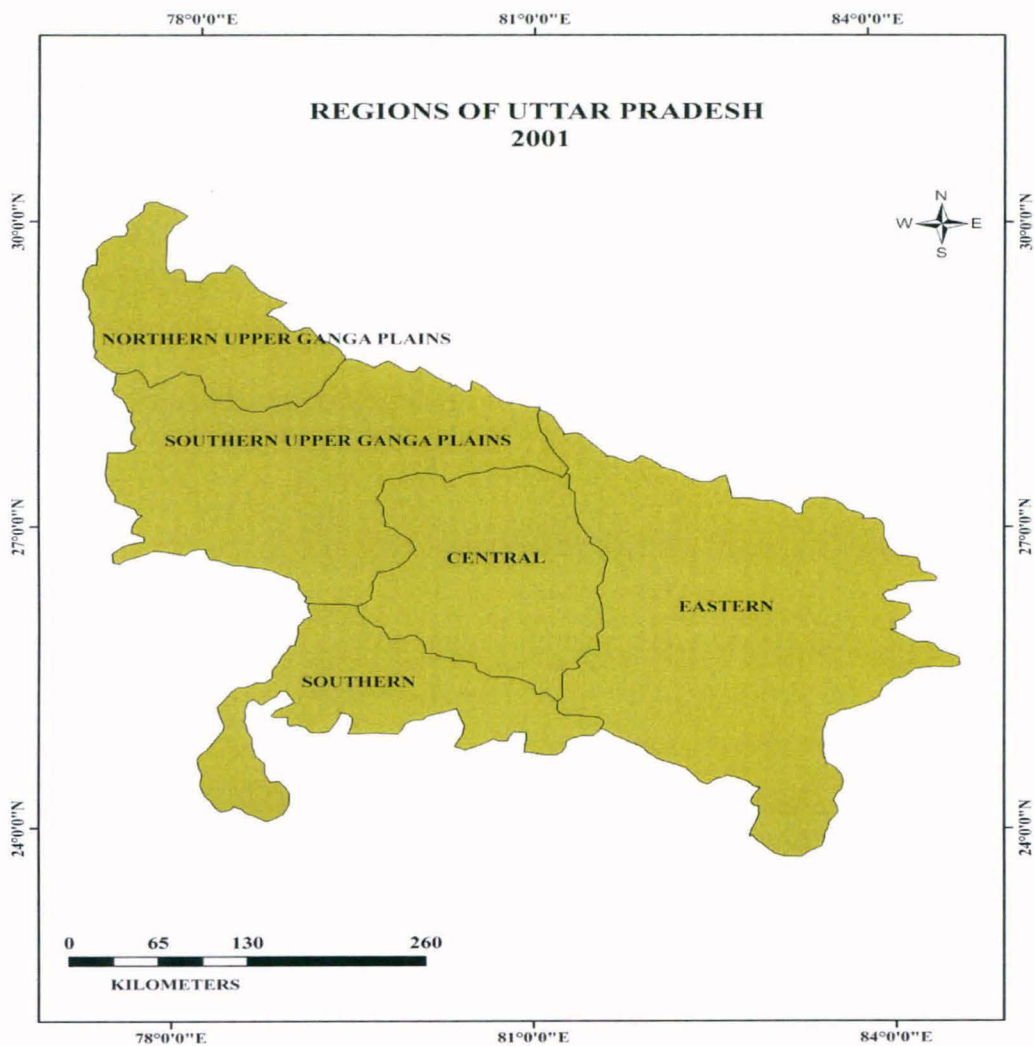 78°0'0"E 81°0'0"E 84°0'0"E
REGIONS OF UTTAR PRADESH
2001
30°0'0"N
30°0'0"N
N
W E
S
NORTHERN UPPER GANGA PLAINS
SOUTHERN UPPER GANGA PLAINS
27°0'0"N
27°0'0"N
CENTRAL
EASTERN
SOUTHERN
24°0'0"N
24°0'0"N
0 65 130 260
KILOMETERS
78°0'0"E 81°0'0"E 84°0'0"E